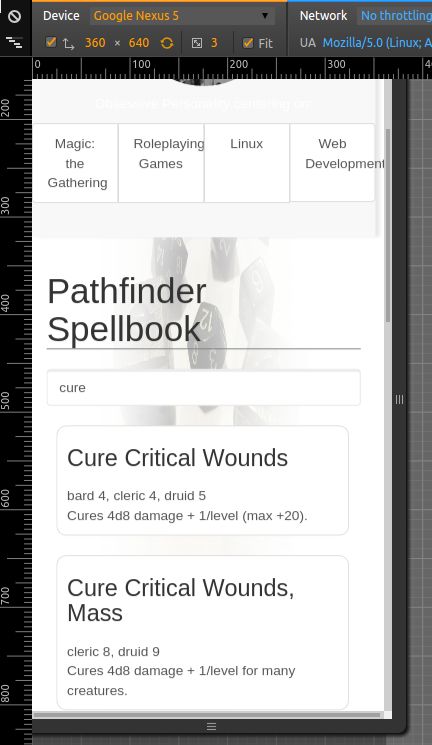 Device Google Nexus 5 ▼ Network No throttling
360 × 640 3 Fit UA Mozilla/5.0 (Linux; A
0 100 200 300 40
Obsessive Personality centering on:
Magic: the Gathering
Roleplaying Games
Linux
Web Development
200
300
Pathfinder
Spellbook
400
cure
500
Cure Critical Wounds
bard 4, cleric 4, druid 5
Cures 4d8 damage + 1/level (max +20).
600
Cure Critical Wounds,
Mass
700
cleric 8, druid 9
Cures 4d8 damage + 1/level for many
creatures.
800